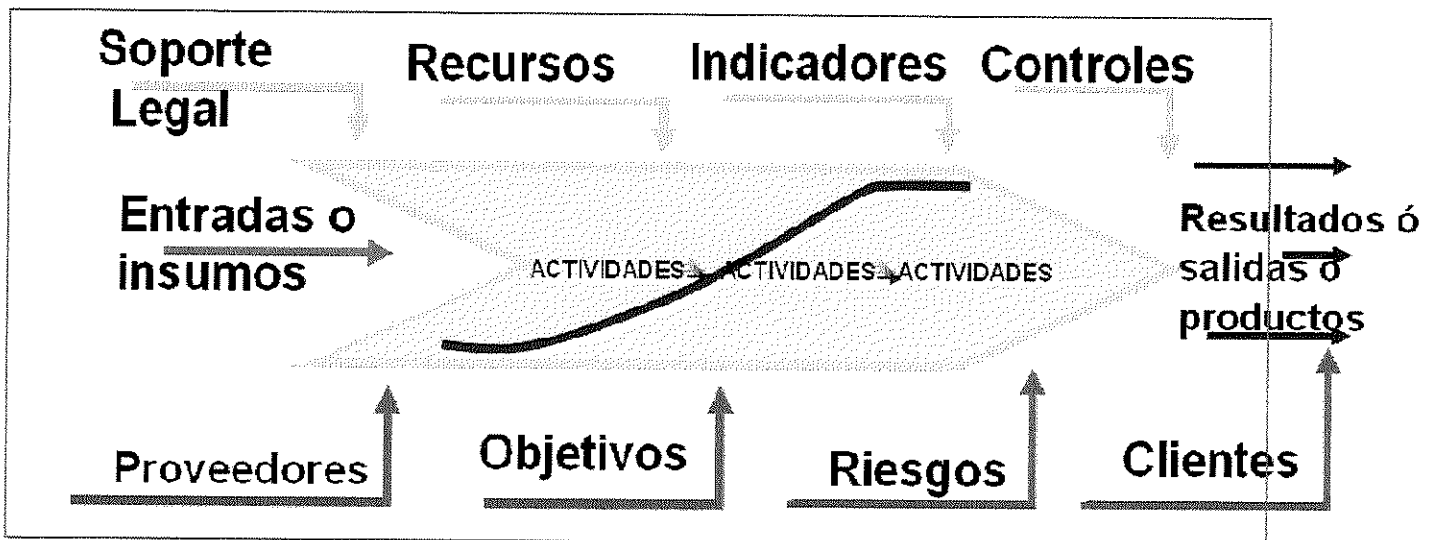 Soporte
Legal
Recursos
Indicadores
Controles
Entradas o
insumos
ACTIVIDADES ACTIVIDADES ACTIVIDADES
Resultados ó
salidas o
productos
Proveedores
Objetivos
Riesgos
Clientes